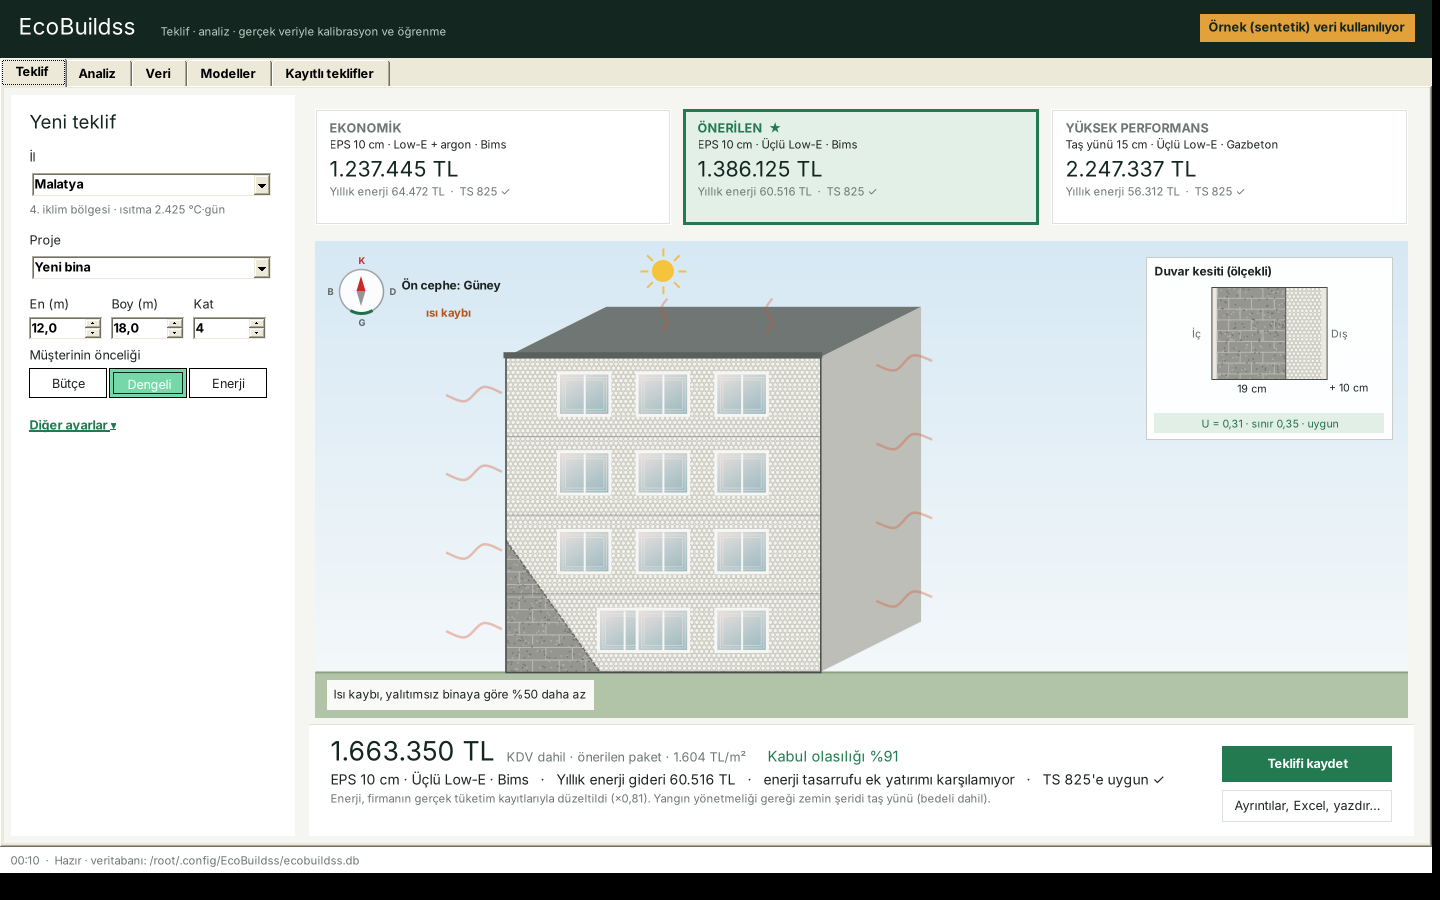 EcoBuildss
Teklif · analiz · gerçek veriyle kalibrasyon ve öğrenme
Örnek (sentetik) veri kullanılıyor
Teklif
Analiz
Veri
Modeller
Kayıtlı teklifler
Yeni teklif
İl
Malatya
4. iklim bölgesi · ısıtma 2.425 °C·gün
Proje
Yeni bina
En (m)
Boy (m)
Kat
12,0
18,0
4
Müşterinin önceliği
Bütçe
Dengeli
Enerji
Diğer ayarlar ▾
EKONOMİK
EPS 10 cm · Low-E + argon · Bims
1.237.445 TL
Yıllık enerji 64.472 TL · TS 825 ✓
ÖNERİLEN ★
EPS 10 cm · Üçlü Low-E · Bims
1.386.125 TL
Yıllık enerji 60.516 TL · TS 825 ✓
YÜKSEK PERFORMANS
Taş yünü 15 cm · Üçlü Low-E · Gazbeton
2.247.337 TL
Yıllık enerji 56.312 TL · TS 825 ✓
K
B
D
G
Ön cephe: Güney
ısı kaybı
Duvar kesiti (ölçekli)
İç
Dış
19 cm
+ 10 cm
U = 0,31 · sınır 0,35 · uygun
Isı kaybı, yalıtımsız binaya göre %50 daha az
1.663.350 TL KDV dahil · önerilen paket · 1.604 TL/m² Kabul olasılığı %91
EPS 10 cm · Üçlü Low-E · Bims · Yıllık enerji gideri 60.516 TL · enerji tasarrufu ek yatırımı karşılamıyor · TS 825'e uygun ✓
Enerji, firmanın gerçek tüketim kayıtlarıyla düzeltildi (×0,81). Yangın yönetmeliği gereği zemin şeridi taş yünü (bedeli dahil).
Teklifi kaydet
Ayrıntılar, Excel, yazdır...
00:10 · Hazır · veritabanı: /root/.config/EcoBuildss/ecobuildss.db